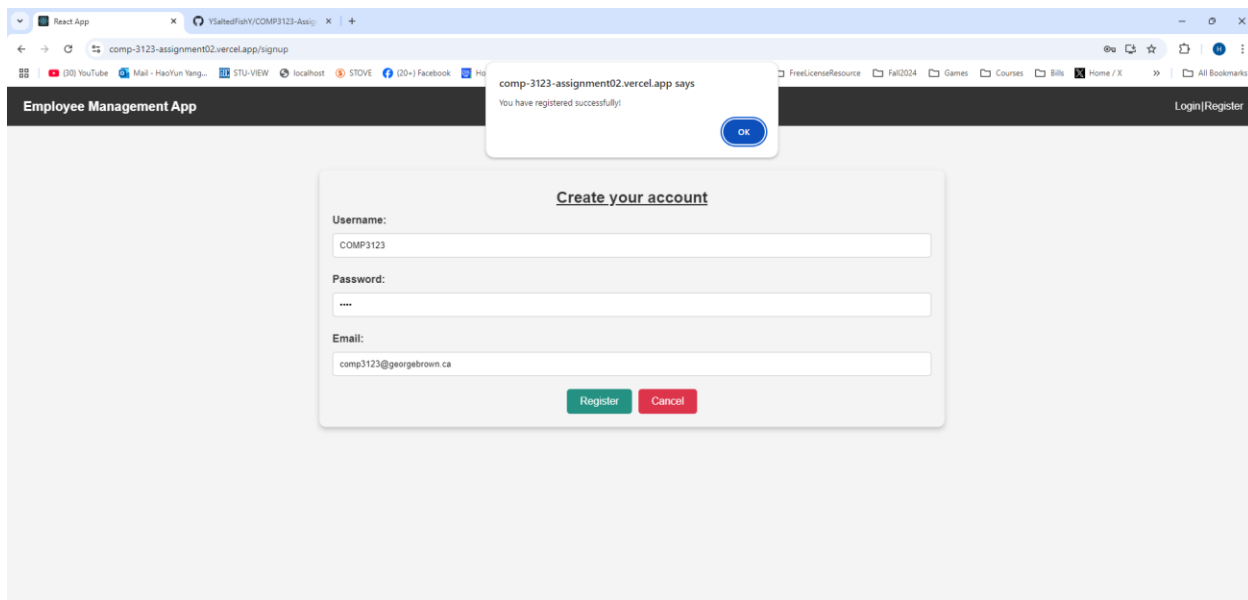 React App
YSaltedFishY/COMP3123-Assig
comp-3123-assignment02.vercel.app/signup
(30) YouTube
Mail - HaoYun Yang...
STU-VIEW
localhost
STOVE
(20+) Facebook
FreeLicenseResource
Fall2024
Games
Courses
Bills
Home / X
All Bookmarks
comp-3123-assignment02.vercel.app says
You have registered successfully!
OK
Employee Management App
Login|Register
Create your account
Username:
COMP3123
Password:
••••
Email:
comp3123@georgebrown.ca
Register
Cancel